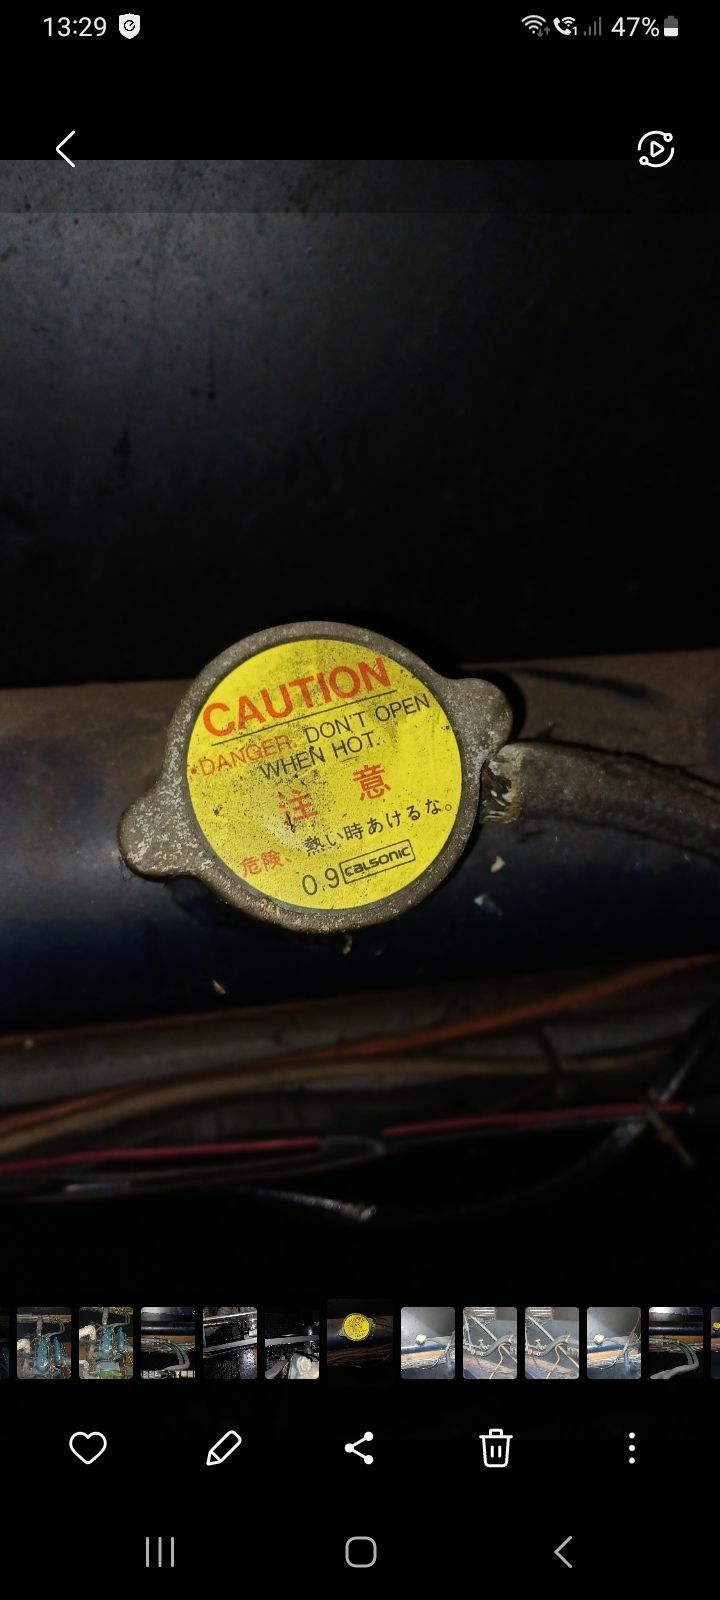 13:29
47%
CAUTION
DANGER. DON'T OPEN
WHEN HOT.
注 意
危険、熱い時あけるな。
0.9 CALSONIC